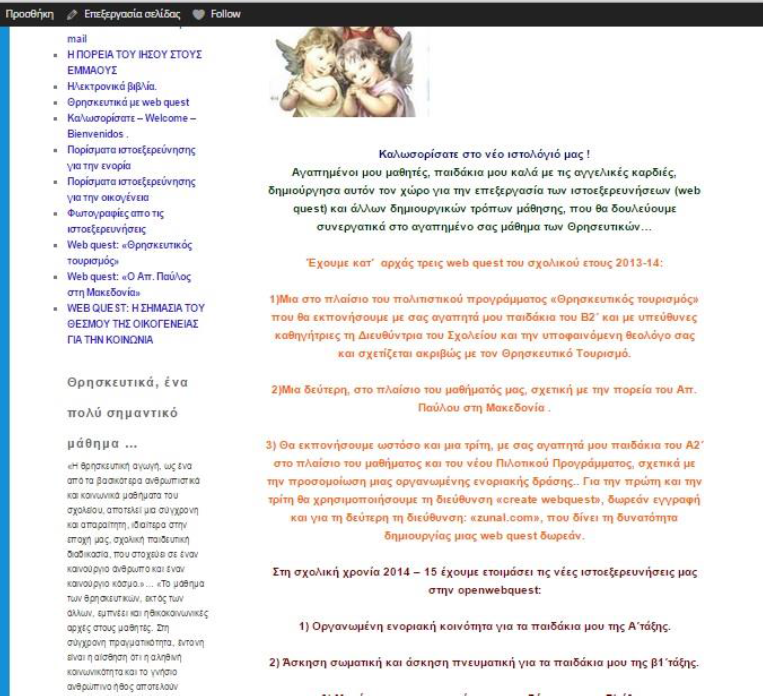 Προσθήκη Επεξεργασία σελίδας Follow
mail
Η ΠΟΡΕΙΑ ΤΟΥ ΙΗΣΟΥ ΣΤΟΥΣ
ΕΜΜΑΟΥΣ
Ηλεκτρονικά βιβλία.
Θρησκευτικά με web quest
Καλωσορίσατε – Welcome –
Bienvenidos .
Πορίσματα ιστοεξερεύνησης
για την ενορία
Πορίσματα ιστοεξερεύνησης
για την οικογένεια
Φωτογραφίες απο τις
ιστοεξερευνήσεις
Web quest: «Θρησκευτικός
τουρισμός»
Web quest: «Ο Απ. Παύλος
στη Μακεδονία»
WEB QUEST: Η ΣΗΜΑΣΙΑ ΤΟΥ
ΘΕΣΜΟΥ ΤΗΣ ΟΙΚΟΓΕΝΕΙΑΣ
ΓΙΑ ΤΗΝ ΚΟΙΝΩΝΙΑ
Θρησκευτικά, ένα
πολύ σημαντικό
μάθημα ...
«Η θρησκευτική αγωγή, ως ένα
από τα βασικότερα ανθρωπιστικά
και κοινωνικά μαθήματα του
σχολείου, αποτελεί μια σύγχρονη
και απαραίτητη, ιδιαίτερα στην
εποχή μας, σχολική παιδευτική
διαδικασία, που στοχεύει σε έναν
καινούργιο άνθρωπο και έναν
καινούργιο κόσμο.» ... «Το μάθημα
των θρησκευτικών, εκτός των
άλλων, εμπνέει και ηθικοκοινωνικές
αρχές στους μαθητές. Στη
σύγχρονη πραγματικότητα, έντονη
είναι η αίσθηση ότι η αληθινή
κοινωνικότητα και το γνήσιο
ανθρώπινο ήθος αποτελούν
Καλωσορίσατε στο νέο ιστολόγιό μας !
Αγαπημένοι μου μαθητές, παιδάκια μου καλά με τις αγγελικές καρδιές,
δημιούργησα αυτόν τον χώρο για την επεξεργασία των ιστοεξερευνήσεων (web
quest) και άλλων δημιουργικών τρόπων μάθησης, που θα δουλεύουμε
συνεργατικά στο αγαπημένο σας μάθημα των Θρησευτικών...
Έχουμε κατ΄ αρχάς τρεις web quest του σχολικού ετους 2013-14:
1)Μια στο πλαίσιο του πολιτιστικού προγράμματος «Θρησκευτικός τουρισμός»
που θα εκπονήσουμε με σας αγαπητά μου παιδάκια του Β2΄ και με υπεύθυνες
καθηγήτριες τη Διευθύντρια του Σχολείου και την υποφαινόμενη θεολόγο σας
και σχετίζεται ακριβώς με τον Θρησκευτικό Τουρισμό.
2)Μια δεύτερη, στο πλαίσιο του μαθήματός μας, σχετική με την πορεία του Απ.
Παύλου στη Μακεδονία .
3) Θα εκπονήσουμε ωστόσο και μια τρίτη, με σας αγαπητά μου παιδάκια του Α2΄
στο πλαίσιο του μαθήματος και του νέου Πιλοτικού Προγράμματος, σχετικά με
την προσομοίωση μιας οργανωμένης ενοριακής δράσης.. Για την πρώτη και την
τρίτη θα χρησιμοποιήσουμε τη διεύθυνση «create webquest», δωρεάν εγγραφή
και για τη δεύτερη τη διεύθυνση: «zunal.com», που δίνει τη δυνατότητα
δημιουργίας μιας web quest δωρεάν.
Στη σχολική χρονία 2014 – 15 έχουμε ετοιμάσει τις νέες ιστοεξερευνήσεις μας
στην openwebquest:
1) Οργανωμένη ενοριακή κοινότητα για τα παιδάκια μου της Α΄τάξης.
2) Άσκηση σωματική και άσκηση πνευματική για τα παιδάκια μου της β1΄τάξης.